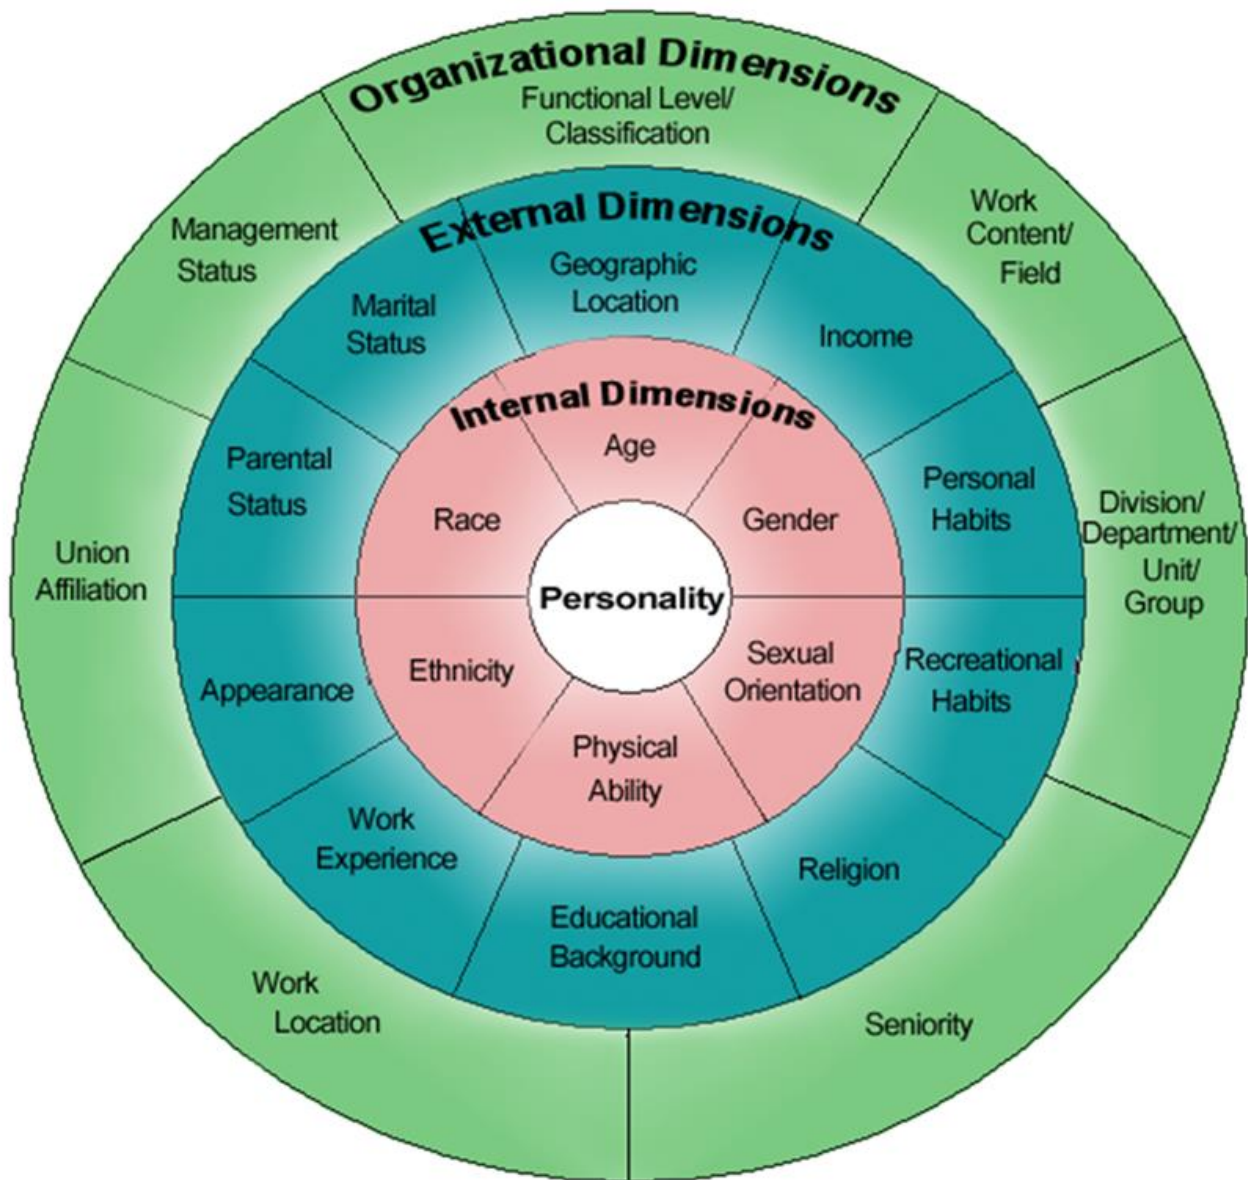 Organizational Dimensions
Functional Level/
Classification
Work
Content/
Field
Division/
Department/
Unit/
Group
Seniority
Work
Location
Union
Affiliation
Management
Status
External Dimensions
Geographic
Location
Income
Personal
Habits
Recreational
Habits
Religion
Educational
Background
Work
Experience
Appearance
Parental
Status
Marital
Status
Internal Dimensions
Age
Gender
Sexual
Orientation
Physical
Ability
Ethnicity
Race
Personality